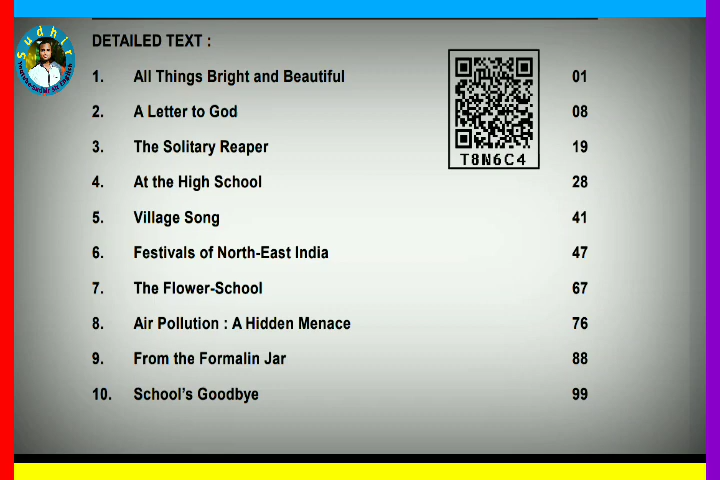 Sudhir
DETAILED TEXT :
1. All Things Bright and Beautiful 01
2. A Letter to God 08
3. The Solitary Reaper 19
4. At the High School 28
5. Village Song 41
6. Festivals of North-East India 47
7. The Flower-School 67
8. Air Pollution : A Hidden Menace 76
9. From the Formalin Jar 88
10. School's Goodbye 99
T8N6C4